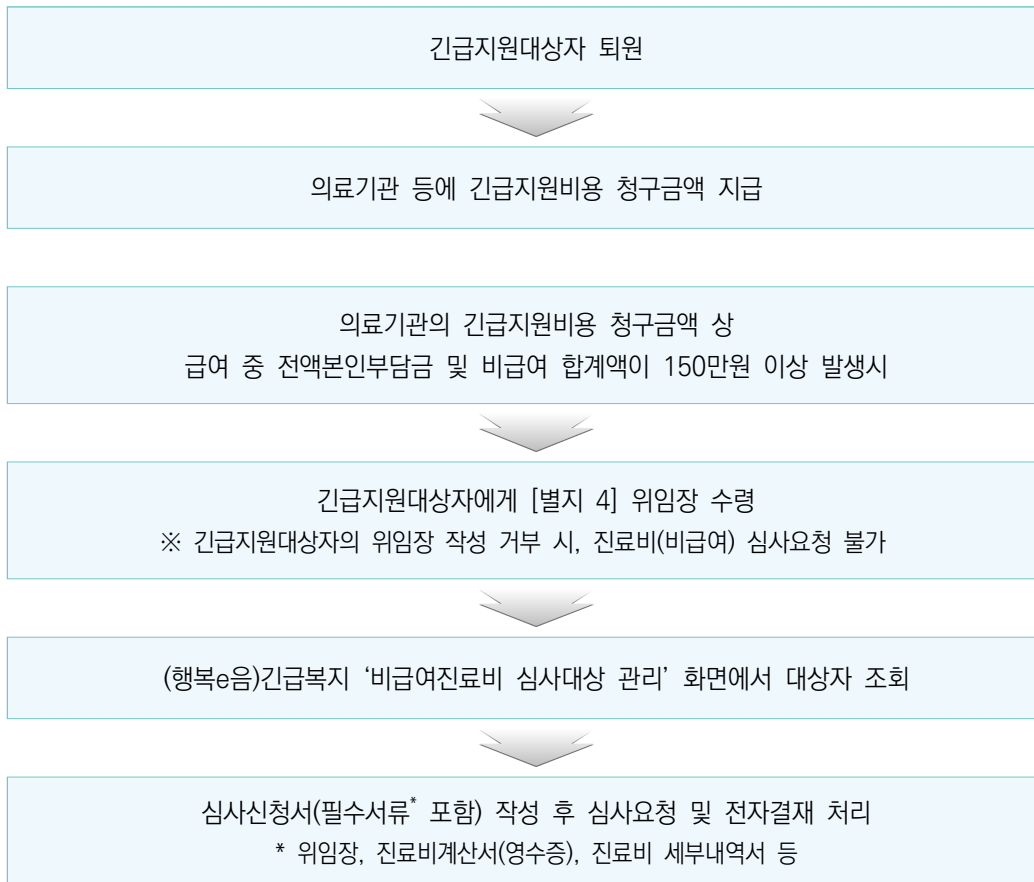 긴급지원대상자 퇴원
의료기관 등에 긴급지원비용 청구금액 지급
의료기관의 긴급지원비용 청구금액 상
급여 중 전액본인부담금 및 비급여 합계액이 150만원 이상 발생시
긴급지원대상자에게 [별지 4] 위임장 수령
※ 긴급지원대상자의 위임장 작성 거부 시, 진료비(비급여) 심사요청 불가
(행복e음)긴급복지 ‘비급여진료비 심사대상 관리’ 화면에서 대상자 조회
심사신청서(필수서류* 포함) 작성 후 심사요청 및 전자결재 처리
* 위임장, 진료비계산서(영수증), 진료비 세부내역서 등